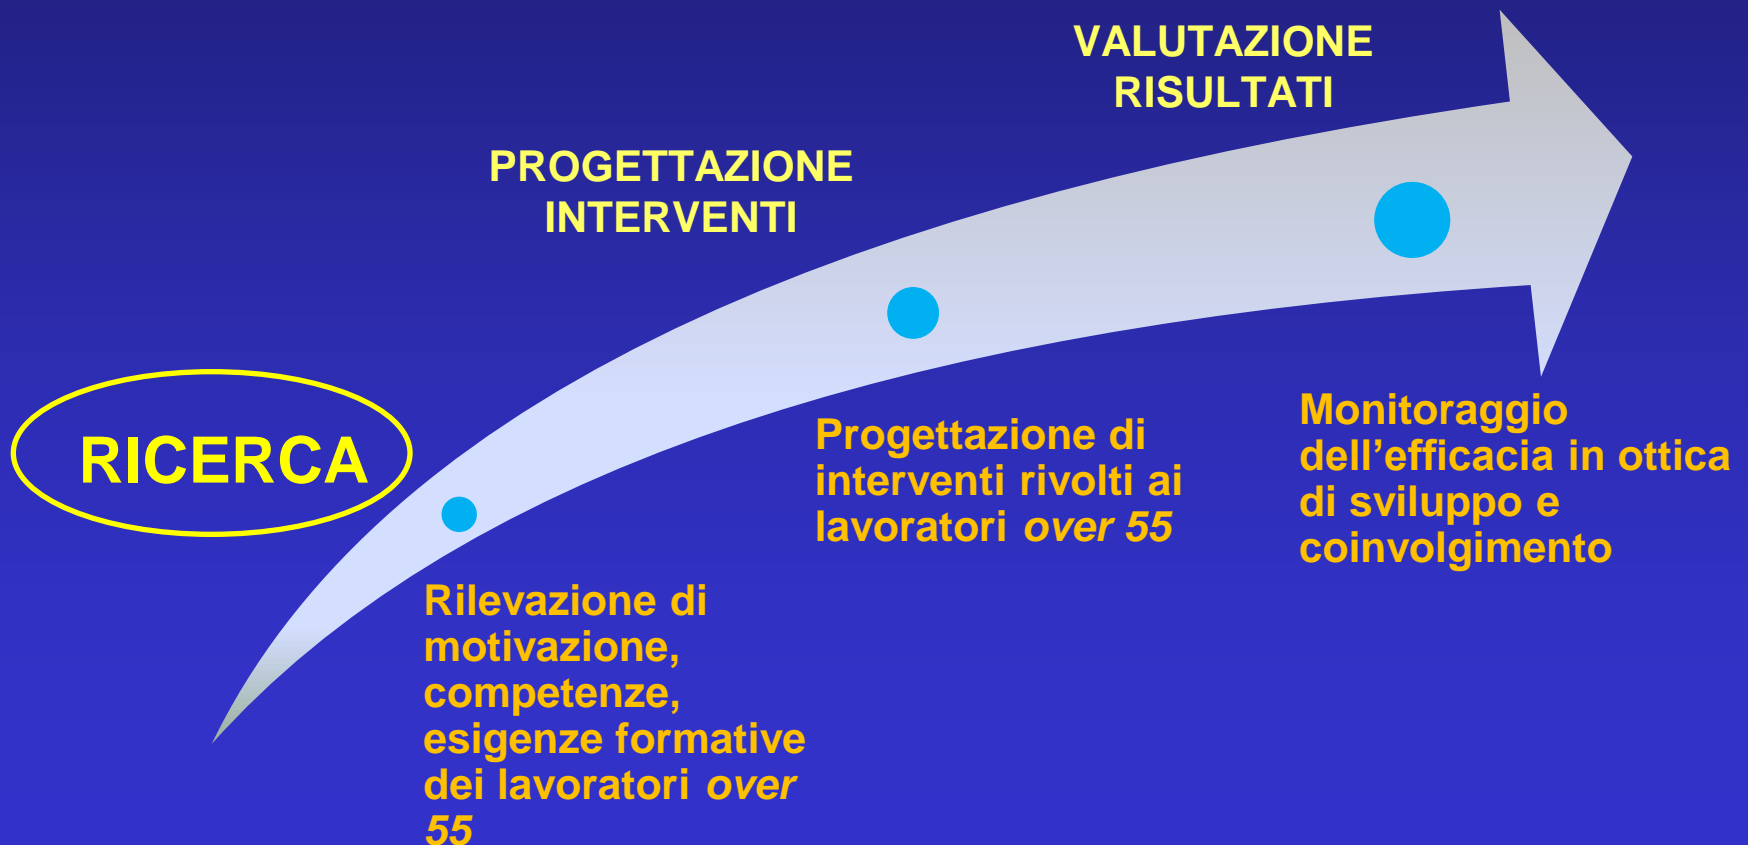 VALUTAZIONE
RISULTATI
PROGETTAZIONE
INTERVENTI
RICERCA
Rilevazione di
motivazione,
competenze,
esigenze formative
dei lavoratori over
55
Progettazione di
interventi rivolti ai
lavoratori over 55
Monitoraggio
dell’efficacia in ottica
di sviluppo e
coinvolgimento